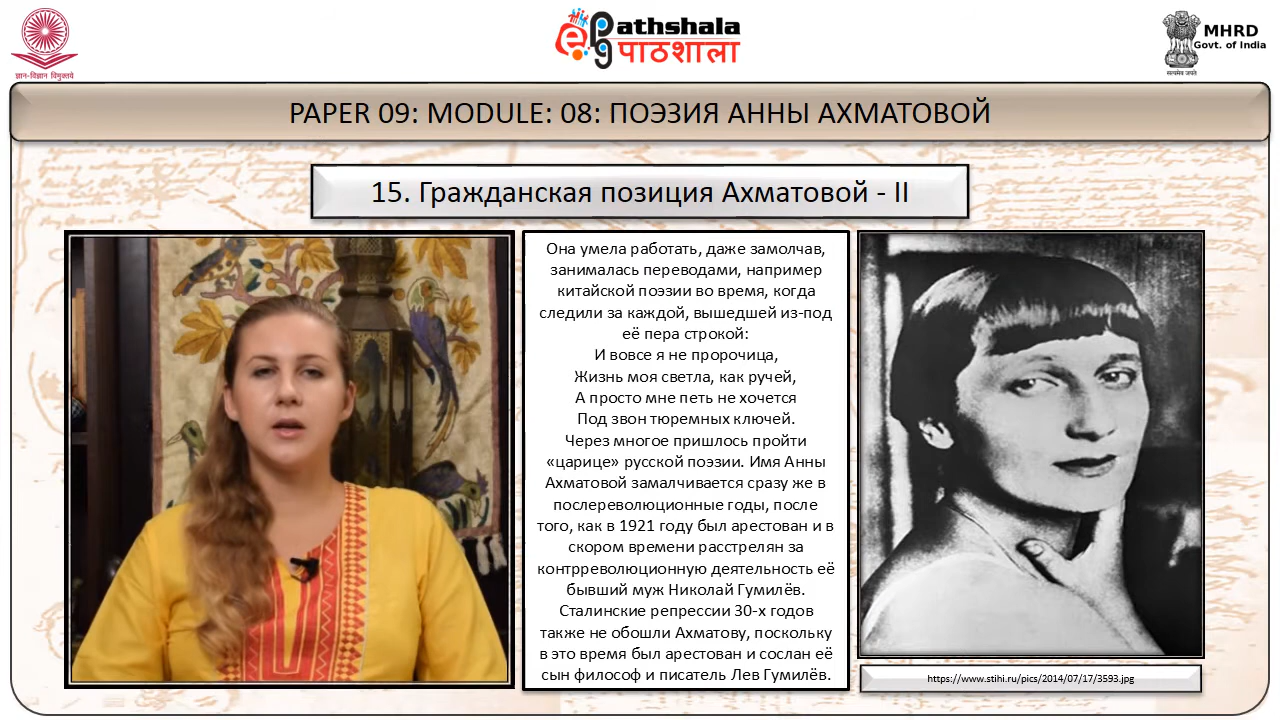 ePG Pathshala
पाठशाला
MHRD
Govt. of India
ज्ञान-विज्ञान विमुक्तये
सत्यमेव जयते
PAPER 09: MODULE: 08: ПОЭЗИЯ АННЫ АХМАТОВОЙ
15. Гражданская позиция Ахматовой - II
Она умела работать, даже замолчав,
занималась переводами, например
китайской поэзии во время, когда
следили за каждой, вышедшей из-под
её пера строкой:
И вовсе я не пророчица,
Жизнь моя светла, как ручей,
А просто мне петь не хочется
Под звон тюремных ключей.
Через многое пришлось пройти
«царице» русской поэзии. Имя Анны
Ахматовой замалчивается сразу же в
послереволюционные годы, после
того, как в 1921 году был арестован и в
скором времени расстрелян за
контрреволюционную деятельность её
бывший муж Николай Гумилёв.
Сталинские репрессии 30-х годов
также не обошли Ахматову, поскольку
в это время был арестован и сослан её
сын философ и писатель Лев Гумилёв.
https://www.stihi.ru/pics/2014/07/17/3593.jpg